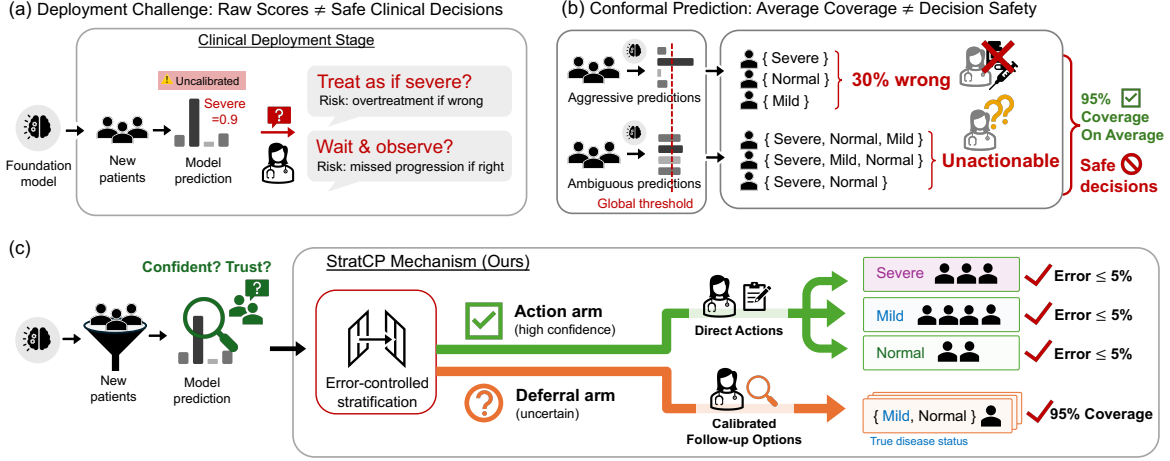 (a) Deployment Challenge: Raw Scores ≠ Safe Clinical Decisions
Clinical Deployment Stage
Uncalibrated
Severe
=0.9
Foundation
model
New
patients
Model
prediction
?
Treat as if severe?
Risk: overtreatment if wrong
Wait & observe?
Risk: missed progression if right
(b) Conformal Prediction: Average Coverage ≠ Decision Safety
Aggressive predictions
Ambiguous predictions
Global threshold
{ Severe }
{ Normal }
{ Mild }
30% wrong
{ Severe, Normal, Mild }
{ Severe, Mild, Normal }
{ Severe, Normal }
Unactionable
??
95%
Coverage
On Average
Safe
decisions
(c)
Confident? Trust?
?
New
patients
Model
prediction
StratCP Mechanism (Ours)
Error-controlled
stratification
Action arm
(high confidence)
Direct Actions
Severe
Error ≤ 5%
Mild
Error ≤ 5%
Normal
Error ≤ 5%
?
Deferral arm
(uncertain)
Calibrated
Follow-up Options
{ Mild, Normal }
95% Coverage
True disease status